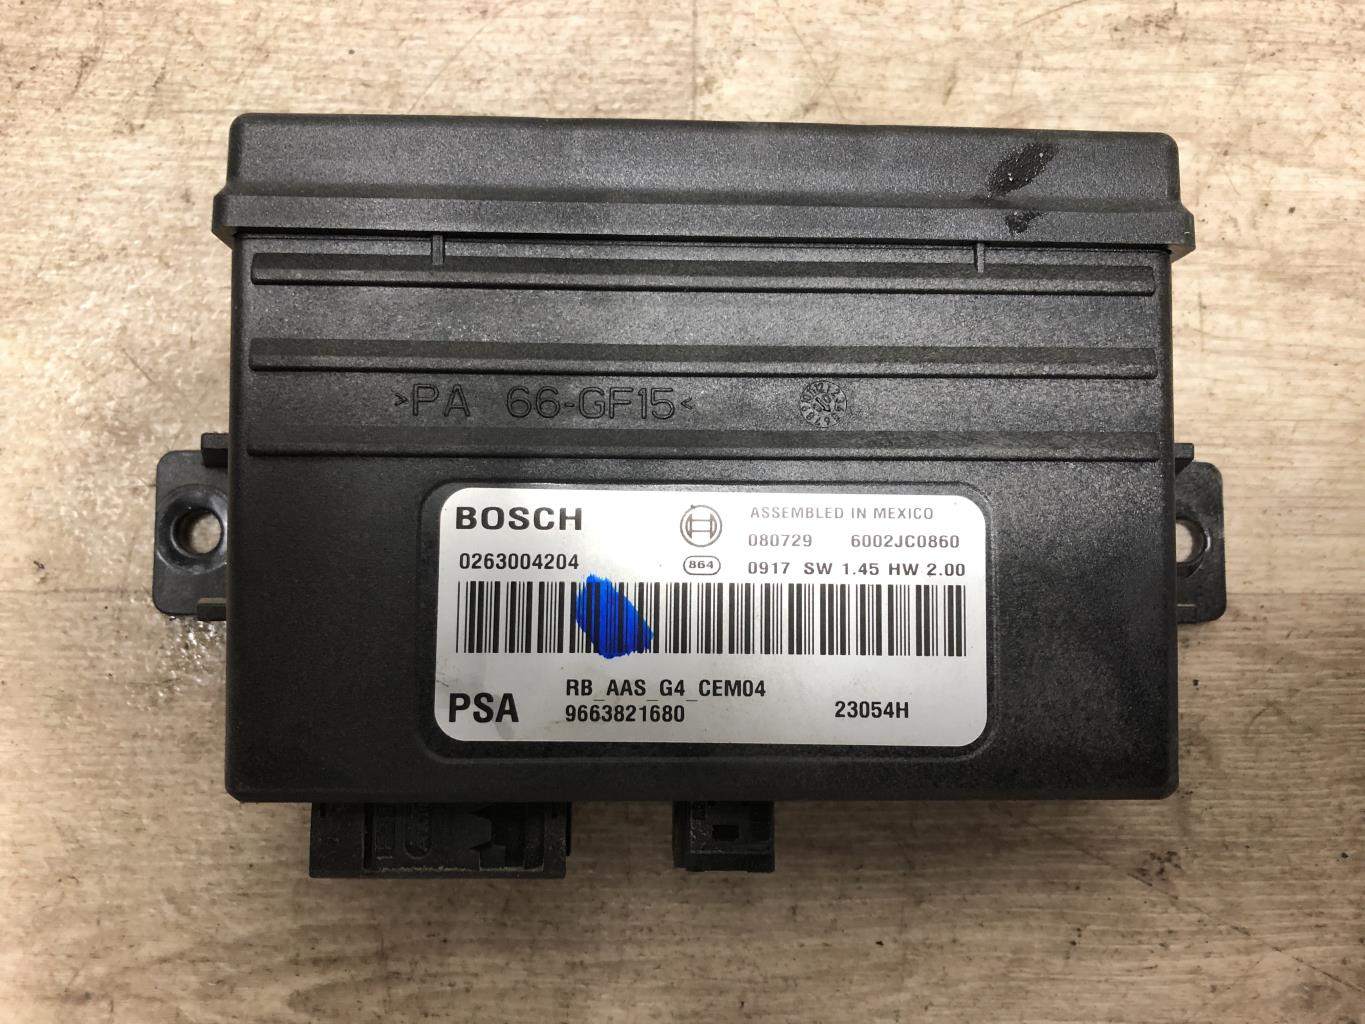 >PA 66-GF15<
BOSCH
ASSEMBLED IN MEXICO
080729 6002JC0860
0263004204
864
0917 SW 1.45 HW 2.00
RB_AAS_G4_CEM04
PSA
9663821680
23054H